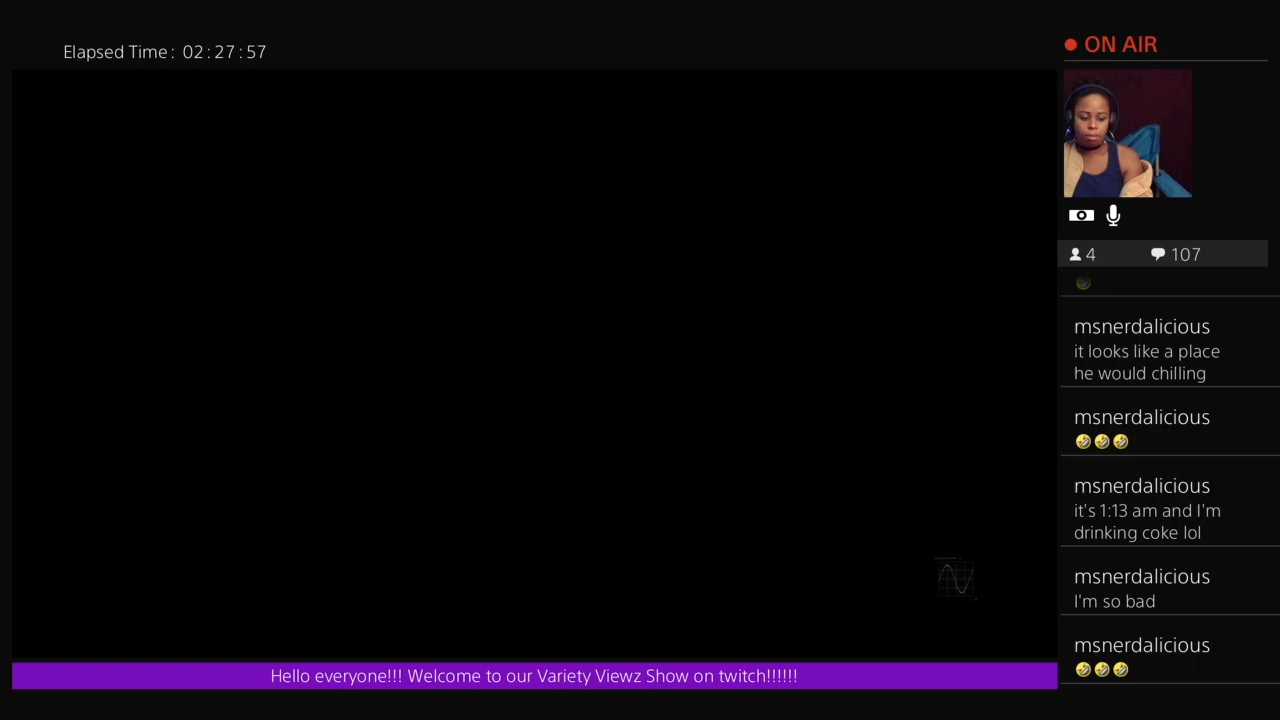 Elapsed Time: 02:27:57
ON AIR
4
107
msnerdalicious
it looks like a place
he would chilling
msnerdalicious
🤣🤣🤣
msnerdalicious
it's 1:13 am and I'm
drinking coke lol
msnerdalicious
I'm so bad
msnerdalicious
🤣🤣🤣
Hello everyone!!! Welcome to our Variety Viewz Show on twitch!!!!!!